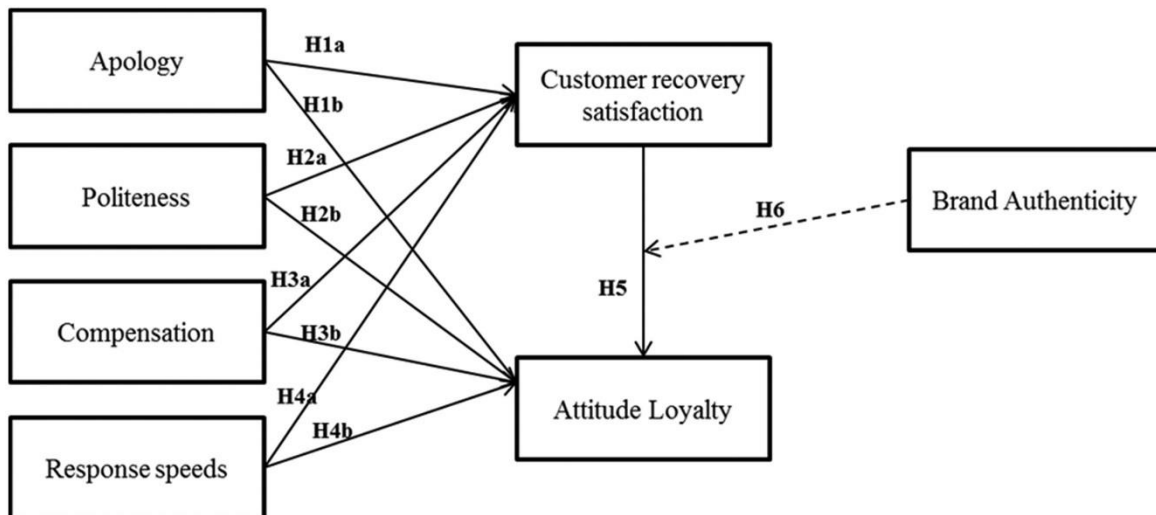 Apology
H1a
Customer recovery
satisfaction
H1b
Politeness
H2a
H2b
Brand Authenticity
H6
Compensation
H3a
H3b
H5
Response speeds
H4a
H4b
Attitude Loyalty